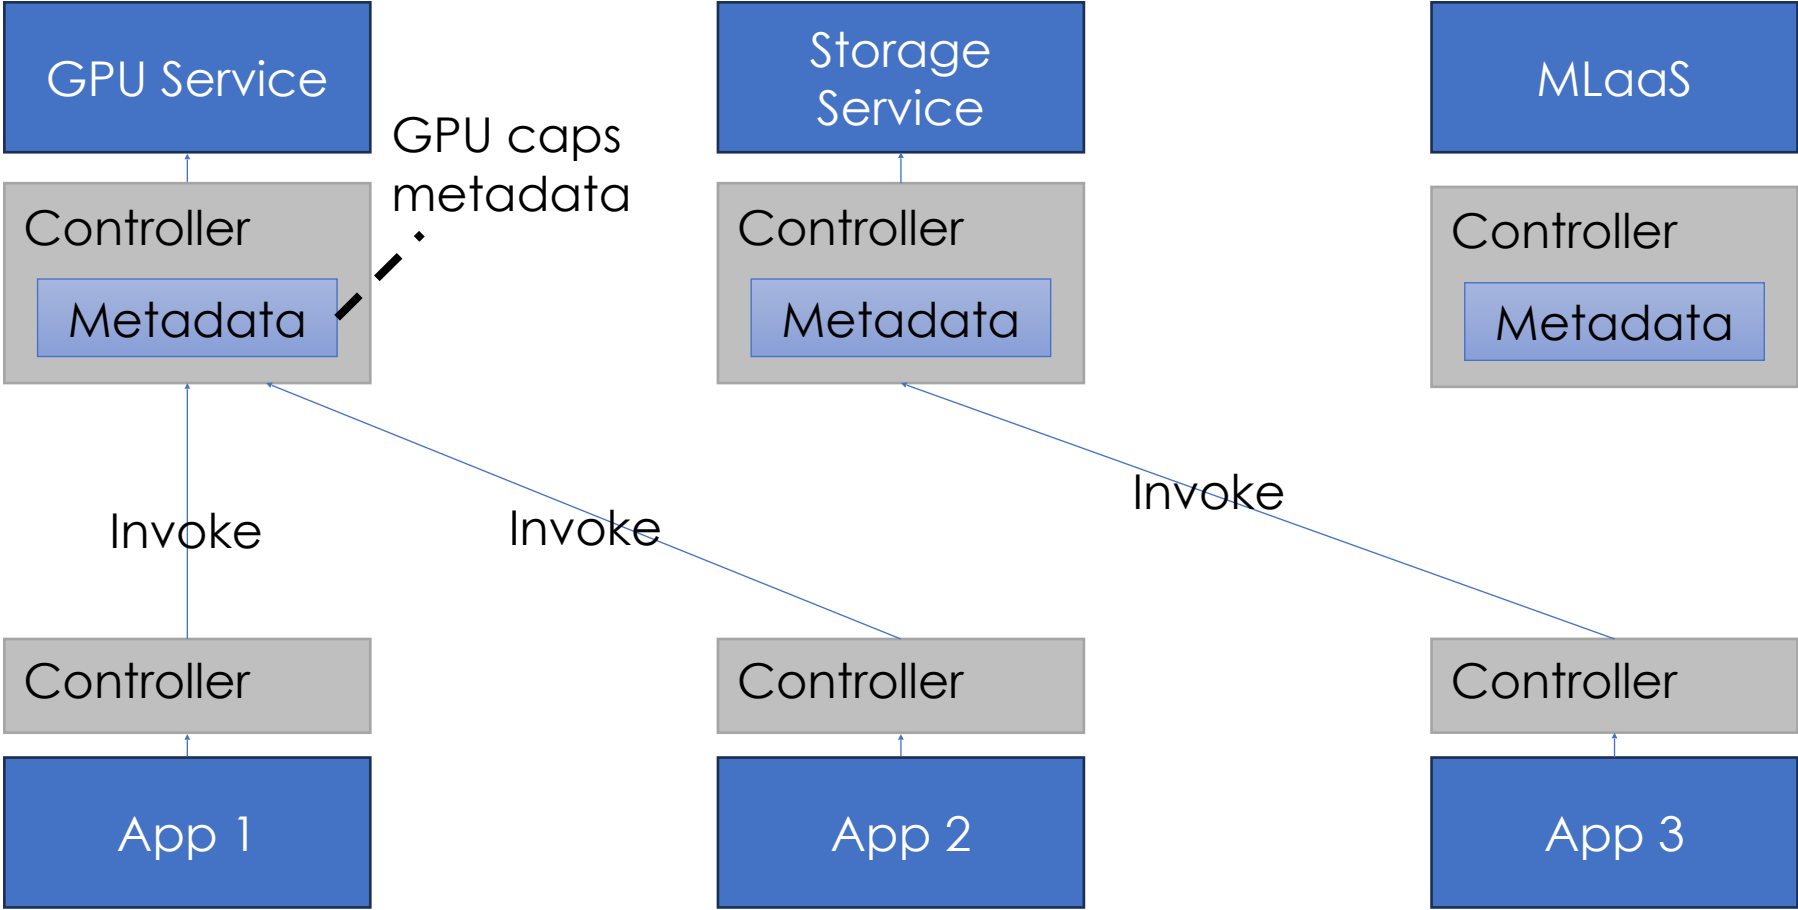 GPU Service
Storage
Service
MLaaS
GPU caps
metadata
Controller
Controller
Controller
Metadata
Metadata
Metadata
Invoke
Invoke
Invoke
Controller
Controller
Controller
App 1
App 2
App 3